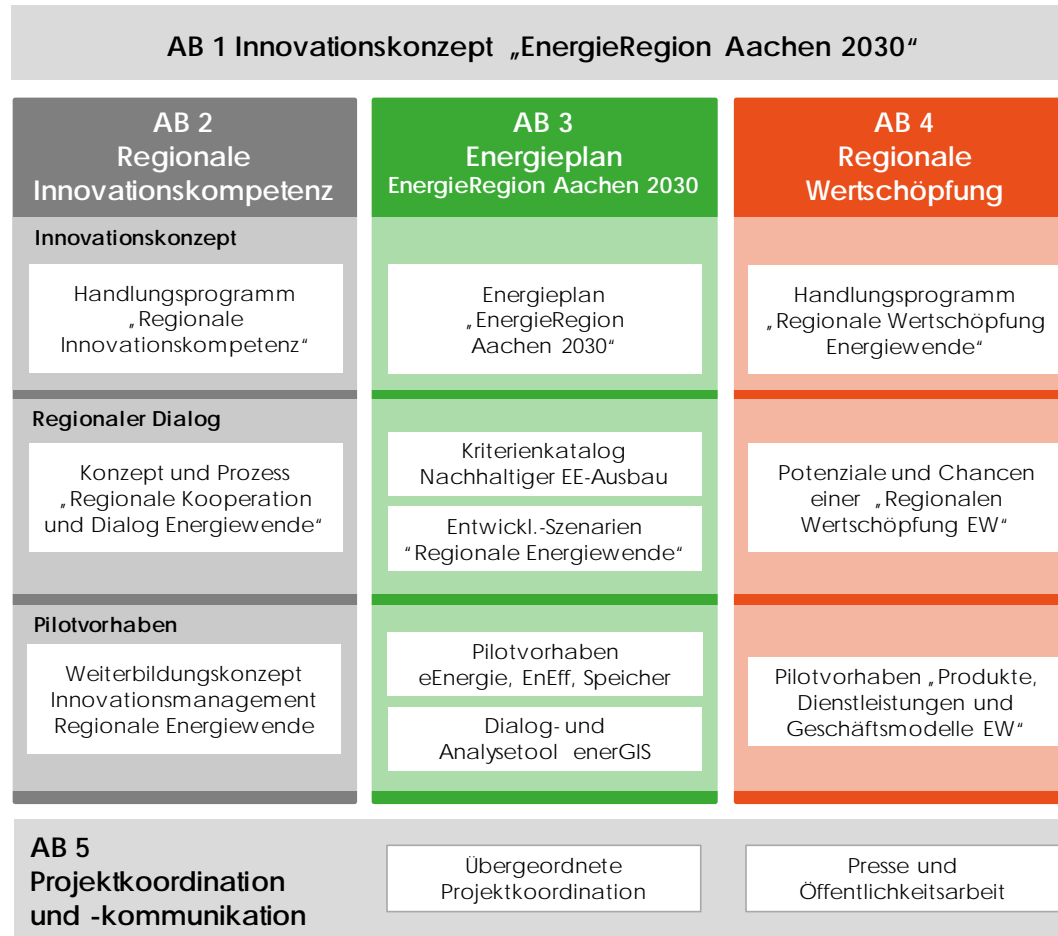 AB 1 Innovationskonzept „EnergieRegion Aachen 2030“
AB 2
Regionale
Innovationskompetenz
AB 3
Energieplan
EnergieRegion Aachen 2030
AB 4
Regionale
Wertschöpfung
Innovationskonzept
Handlungsprogramm
„Regionale
Innovationskompetenz“
Energieplan
„EnergieRegion
Aachen 2030“
Handlungsprogramm
„Regionale Wertschöpfung
Energiewende“
Regionaler Dialog
Konzept und Prozess
„Regionale Kooperation
und Dialog Energiewende“
Kriterienkatalog
Nachhaltiger EE-Ausbau
Entwickl.-Szenarien
“Regionale Energiewende“
Potenziale und Chancen
einer „Regionalen
Wertschöpfung EW“
Pilotvorhaben
Weiterbildungskonzept
Innovationsmanagement
Regionale Energiewende
Pilotvorhaben
eEnergie, EnEff, Speicher
Dialog- und
Analysetool enerGIS
Pilotvorhaben „Produkte,
Dienstleistungen und
Geschäftsmodelle EW“
AB 5
Projektkoordination
und -kommunikation
Übergeordnete
Projektkoordination
Presse und
Öffentlichkeitsarbeit